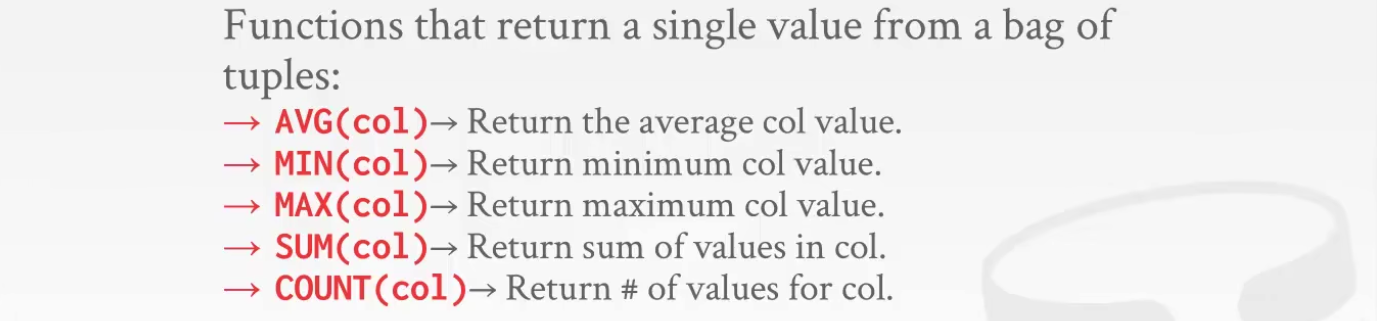 Functions that return a single value from a bag of
tuples:
→ AVG(col)→ Return the average col value.
→ MIN(col)→ Return minimum col value.
→ MAX(col)→ Return maximum col value.
→ SUM(col)→ Return sum of values in col.
→ COUNT(col)→ Return # of values for col.